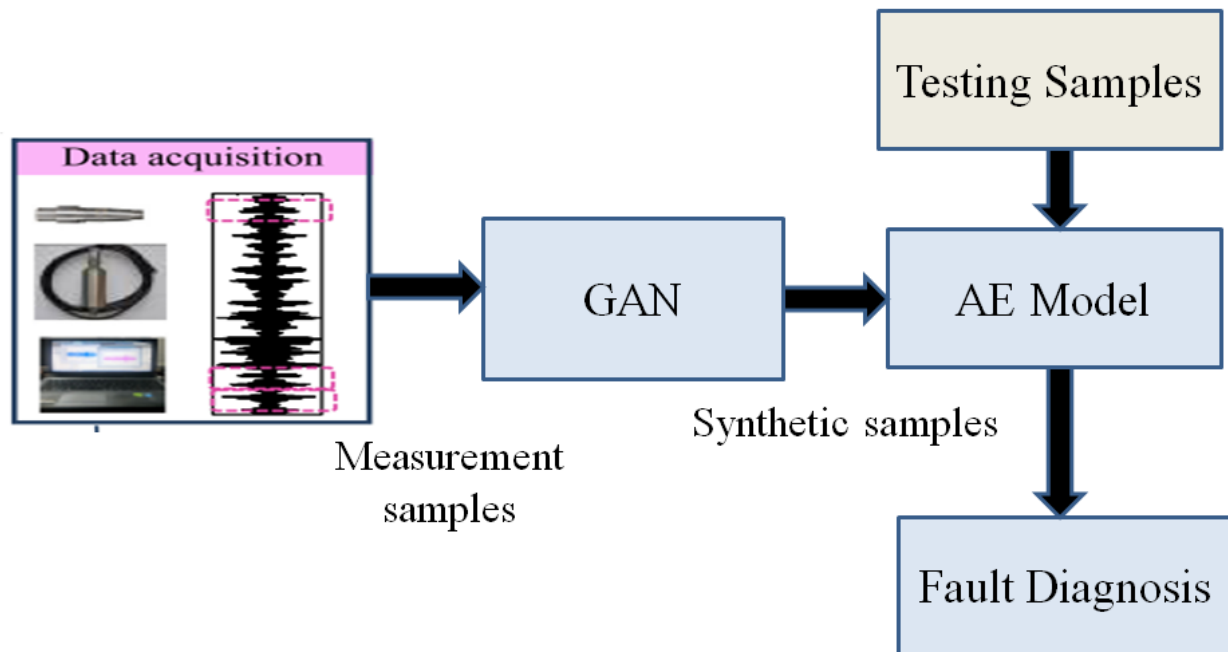 Testing Samples
Data acquisition
GAN
AE Model
Measurement
samples
Synthetic samples
Fault Diagnosis